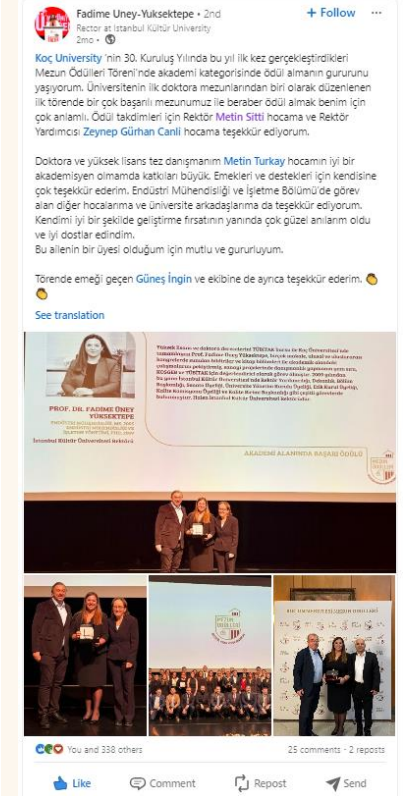 Fadime Uney-Yuksektepe • 2nd
+ Follow
Rector at Istanbul Kültür University
2mo •
Koç University 'nin 30. Kuruluş Yılında bu yıl ilk kez gerçekleştirdikleri
Mezun Ödülleri Töreni'nde akademi kategorisinde ödül almanın gururunu
yaşıyorum. Üniversitenin ilk doktora mezunlarından biri olarak düzenlenen
ilk törende bir çok başarılı mezunumuz ile beraber ödül almak benim için
çok anlamlı. Ödül takdimleri için Rektör Metin Sitti hocama ve Rektör
Yardımcısı Zeynep Gürhan Canli hocama teşekkür ediyorum.
Doktora ve yüksek lisans tez danışmanım Metin Turkay hocamın iyi bir
akademisyen olmamda katkıları büyük. Emekleri ve destekleri için kendisine
çok teşekkür ederim. Endüstri Mühendisliği ve İşletme Bölümü'de görev
alan diğer hocalarıma ve üniversite arkadaşlarıma da teşekkür ediyorum.
Kendimi iyi bir şekilde geliştirme fırsatının yanında çok güzel anılarım oldu
ve iyi dostlar edindim.
Bu ailenin bir üyesi olduğum için mutlu ve gururluyum.
Törende emeği geçen Güneş İngin ve ekibine de ayrıca teşekkür ederim. 👏
👏
See translation
PROF. DR. FADİME ÜNEY
YÜKSEKTEPE
İstanbul Kültür Üniversitesi Rektörü
AKADEMİ ALANINDA BAŞARI ÖDÜLÜ
You and 338 others
25 comments • 2 reposts
Like
Comment
Repost
Send